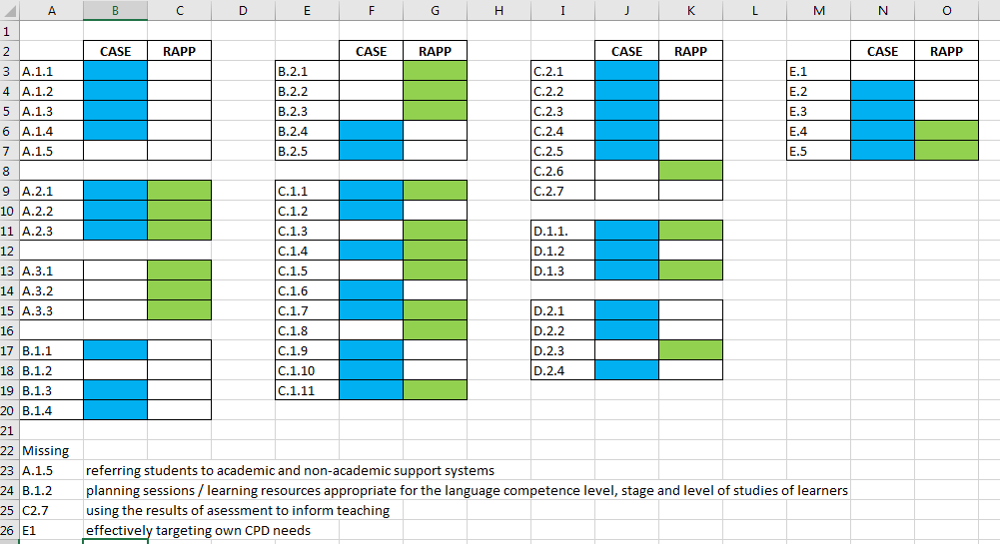 A B C D E F G H I J K L M N O
1
2 CASE RAPP CASE RAPP CASE RAPP CASE RAPP
3 A.1.1 B.2.1 C.2.1 E.1
4 A.1.2 B.2.2 C.2.2 E.2
5 A.1.3 B.2.3 C.2.3 E.3
6 A.1.4 B.2.4 C.2.4 E.4
7 A.1.5 B.2.5 C.2.5 E.5
8 C.2.6
9 A.2.1 C.1.1 C.2.7
10 A.2.2 C.1.2
11 A.2.3 C.1.3 D.1.1.
12 C.1.4 D.1.2
13 A.3.1 C.1.5 D.1.3
14 A.3.2 C.1.6
15 A.3.3 C.1.7 D.2.1
16 C.1.8 D.2.2
17 B.1.1 C.1.9 D.2.3
18 B.1.2 C.1.10 D.2.4
19 B.1.3 C.1.11
20 B.1.4
21
22 Missing
23 A.1.5 referring students to academic and non-academic support systems
24 B.1.2 planning sessions / learning resources appropriate for the language competence level, stage and level of studies of learners
25 C2.7 using the results of asessment to inform teaching
26 E1 effectively targeting own CPD needs